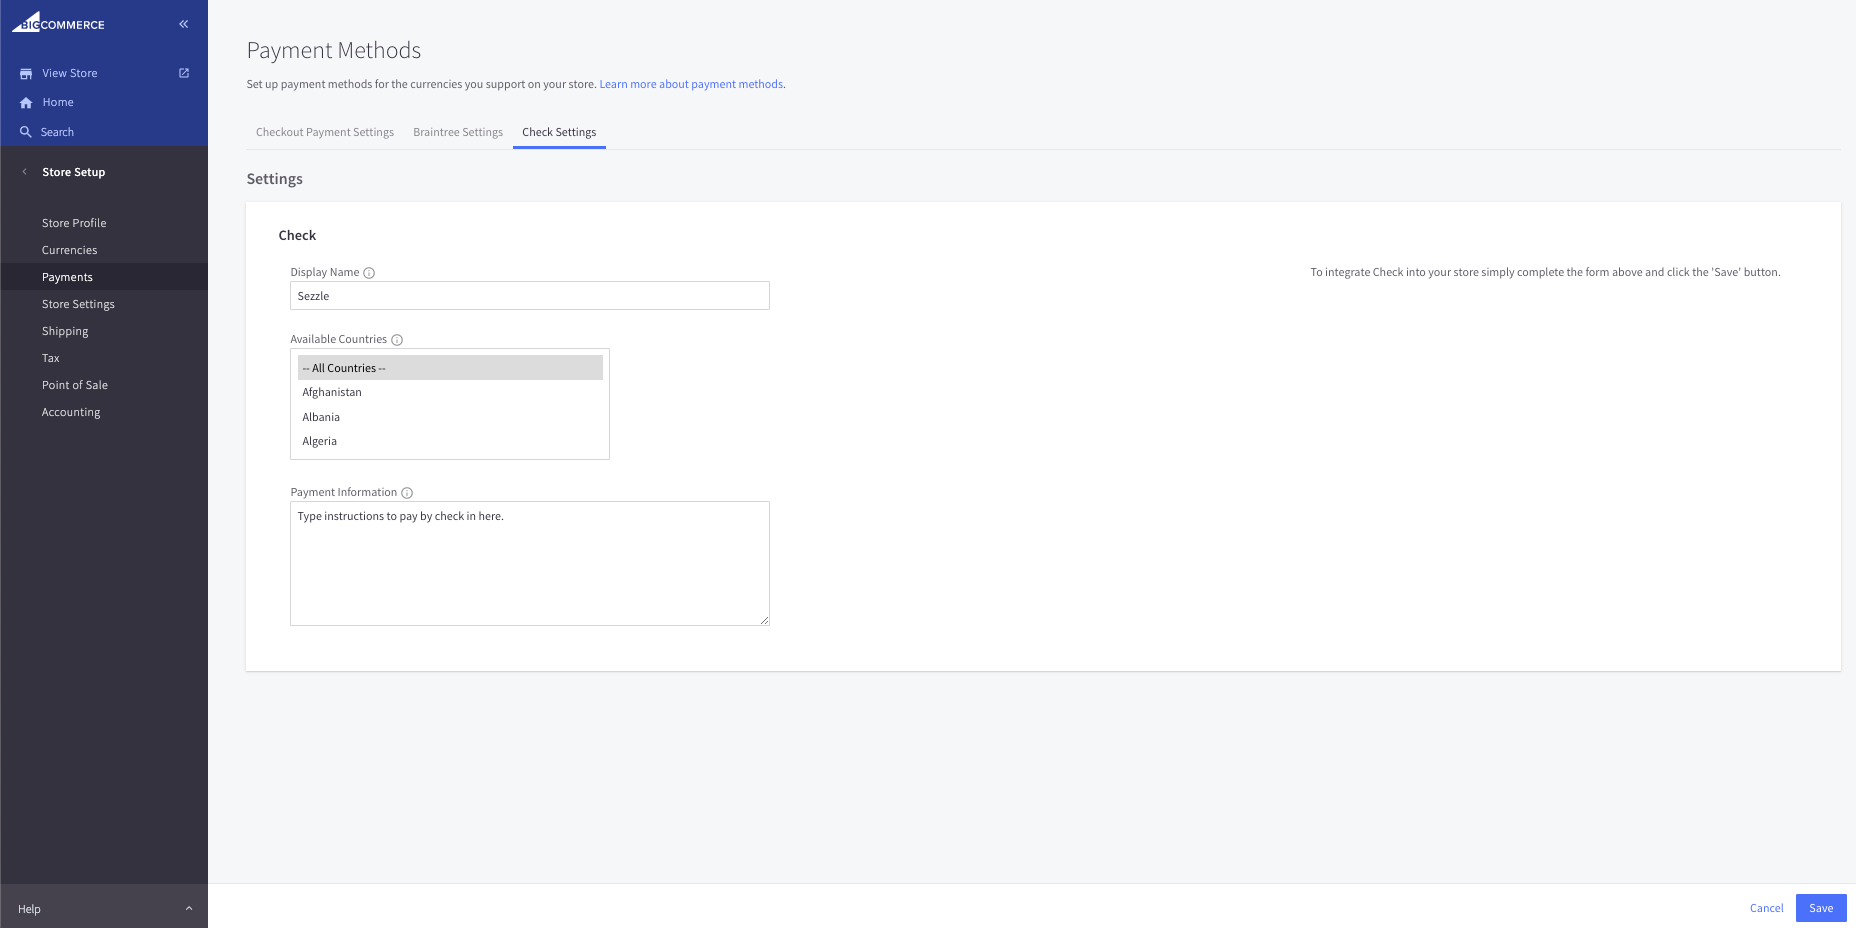 BIGCOMMERCE
View Store
Home
Search
Store Setup
Store Profile
Currencies
Payments
Store Settings
Shipping
Tax
Point of Sale
Accounting
Help
Payment Methods
Set up payment methods for the currencies you support on your store. Learn more about payment methods.
Checkout Payment Settings Braintree Settings Check Settings
Settings
Check
Display Name
Sezzle
To integrate Check into your store simply complete the form above and click the 'Save' button.
Available Countries
-- All Countries --
Afghanistan
Albania
Algeria
Payment Information
Type instructions to pay by check in here.
Cancel Save